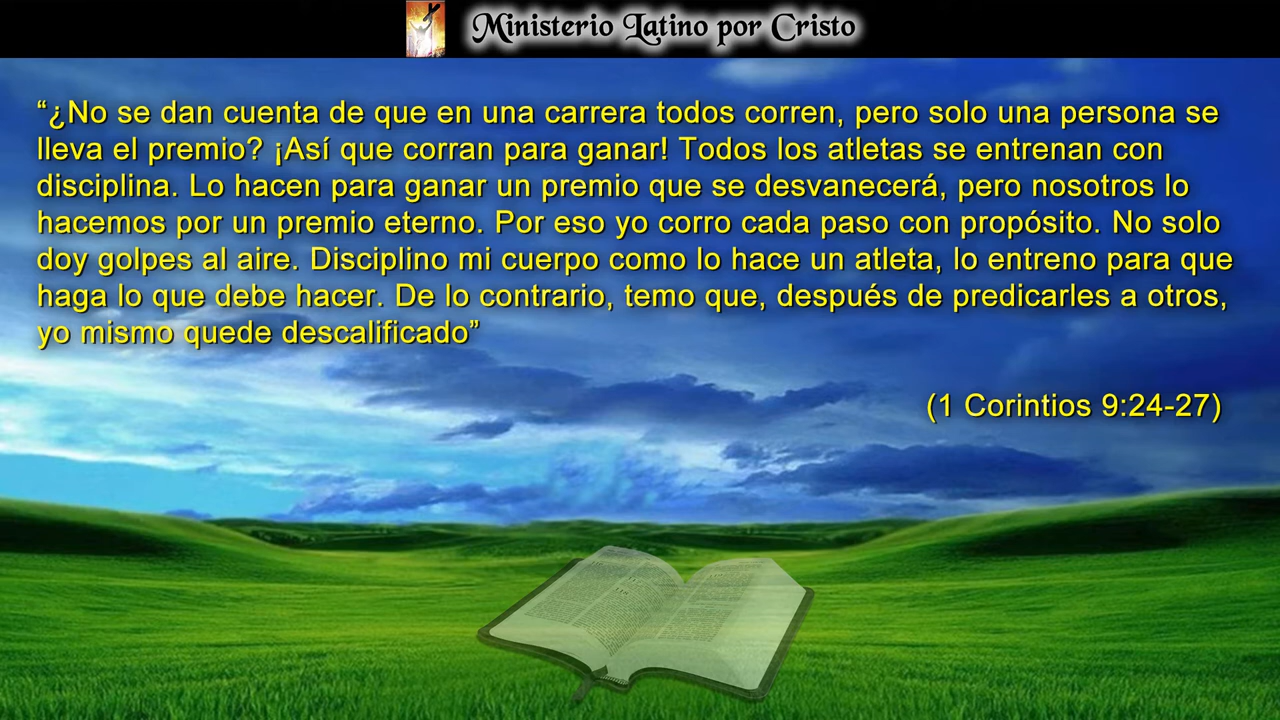 Ministerio Latino por Cristo
“¿No se dan cuenta de que en una carrera todos corren, pero solo una persona se
lleva el premio? ¡Así que corran para ganar! Todos los atletas se entrenan con
disciplina. Lo hacen para ganar un premio que se desvanecerá, pero nosotros lo
hacemos por un premio eterno. Por eso yo corro cada paso con propósito. No solo
doy golpes al aire. Disciplino mi cuerpo como lo hace un atleta, lo entreno para que
haga lo que debe hacer. De lo contrario, temo que, después de predicarles a otros,
yo mismo quede descalificado”
(1 Corintios 9:24-27)